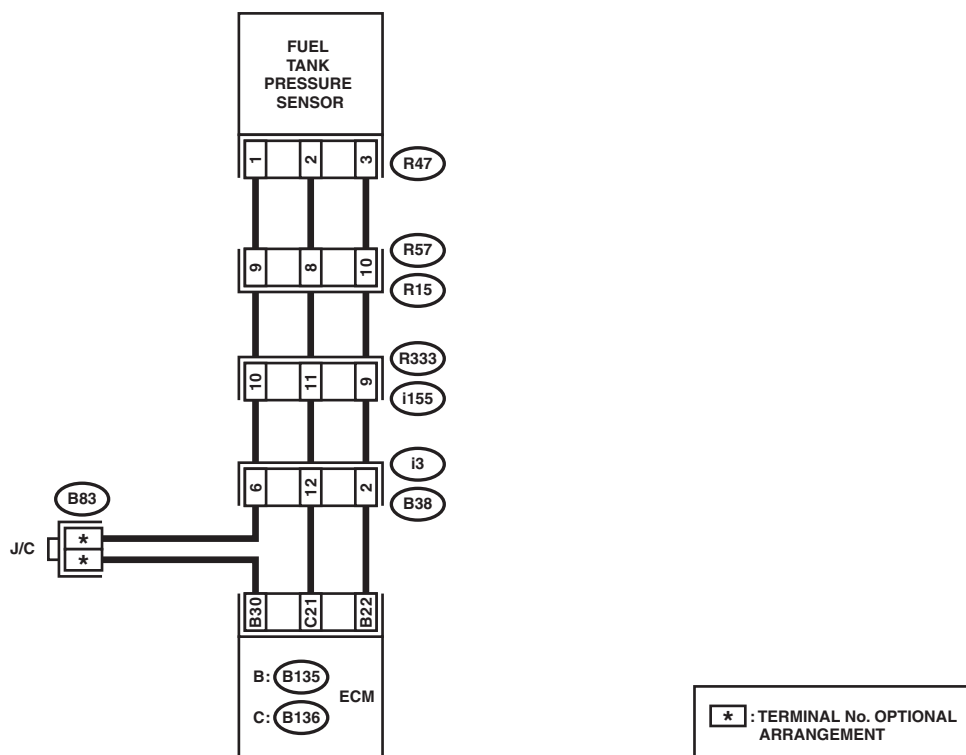 FUEL
TANK
PRESSURE
SENSOR
1 2 3
R47
R57
9 8 10
R15
R333
10 11 9
i155
i3
6 12 2
B38
B83
J/C
*
*
B30 C21 B22
B: B135
ECM
C: B136
* : TERMINAL No. OPTIONAL
ARRANGEMENT